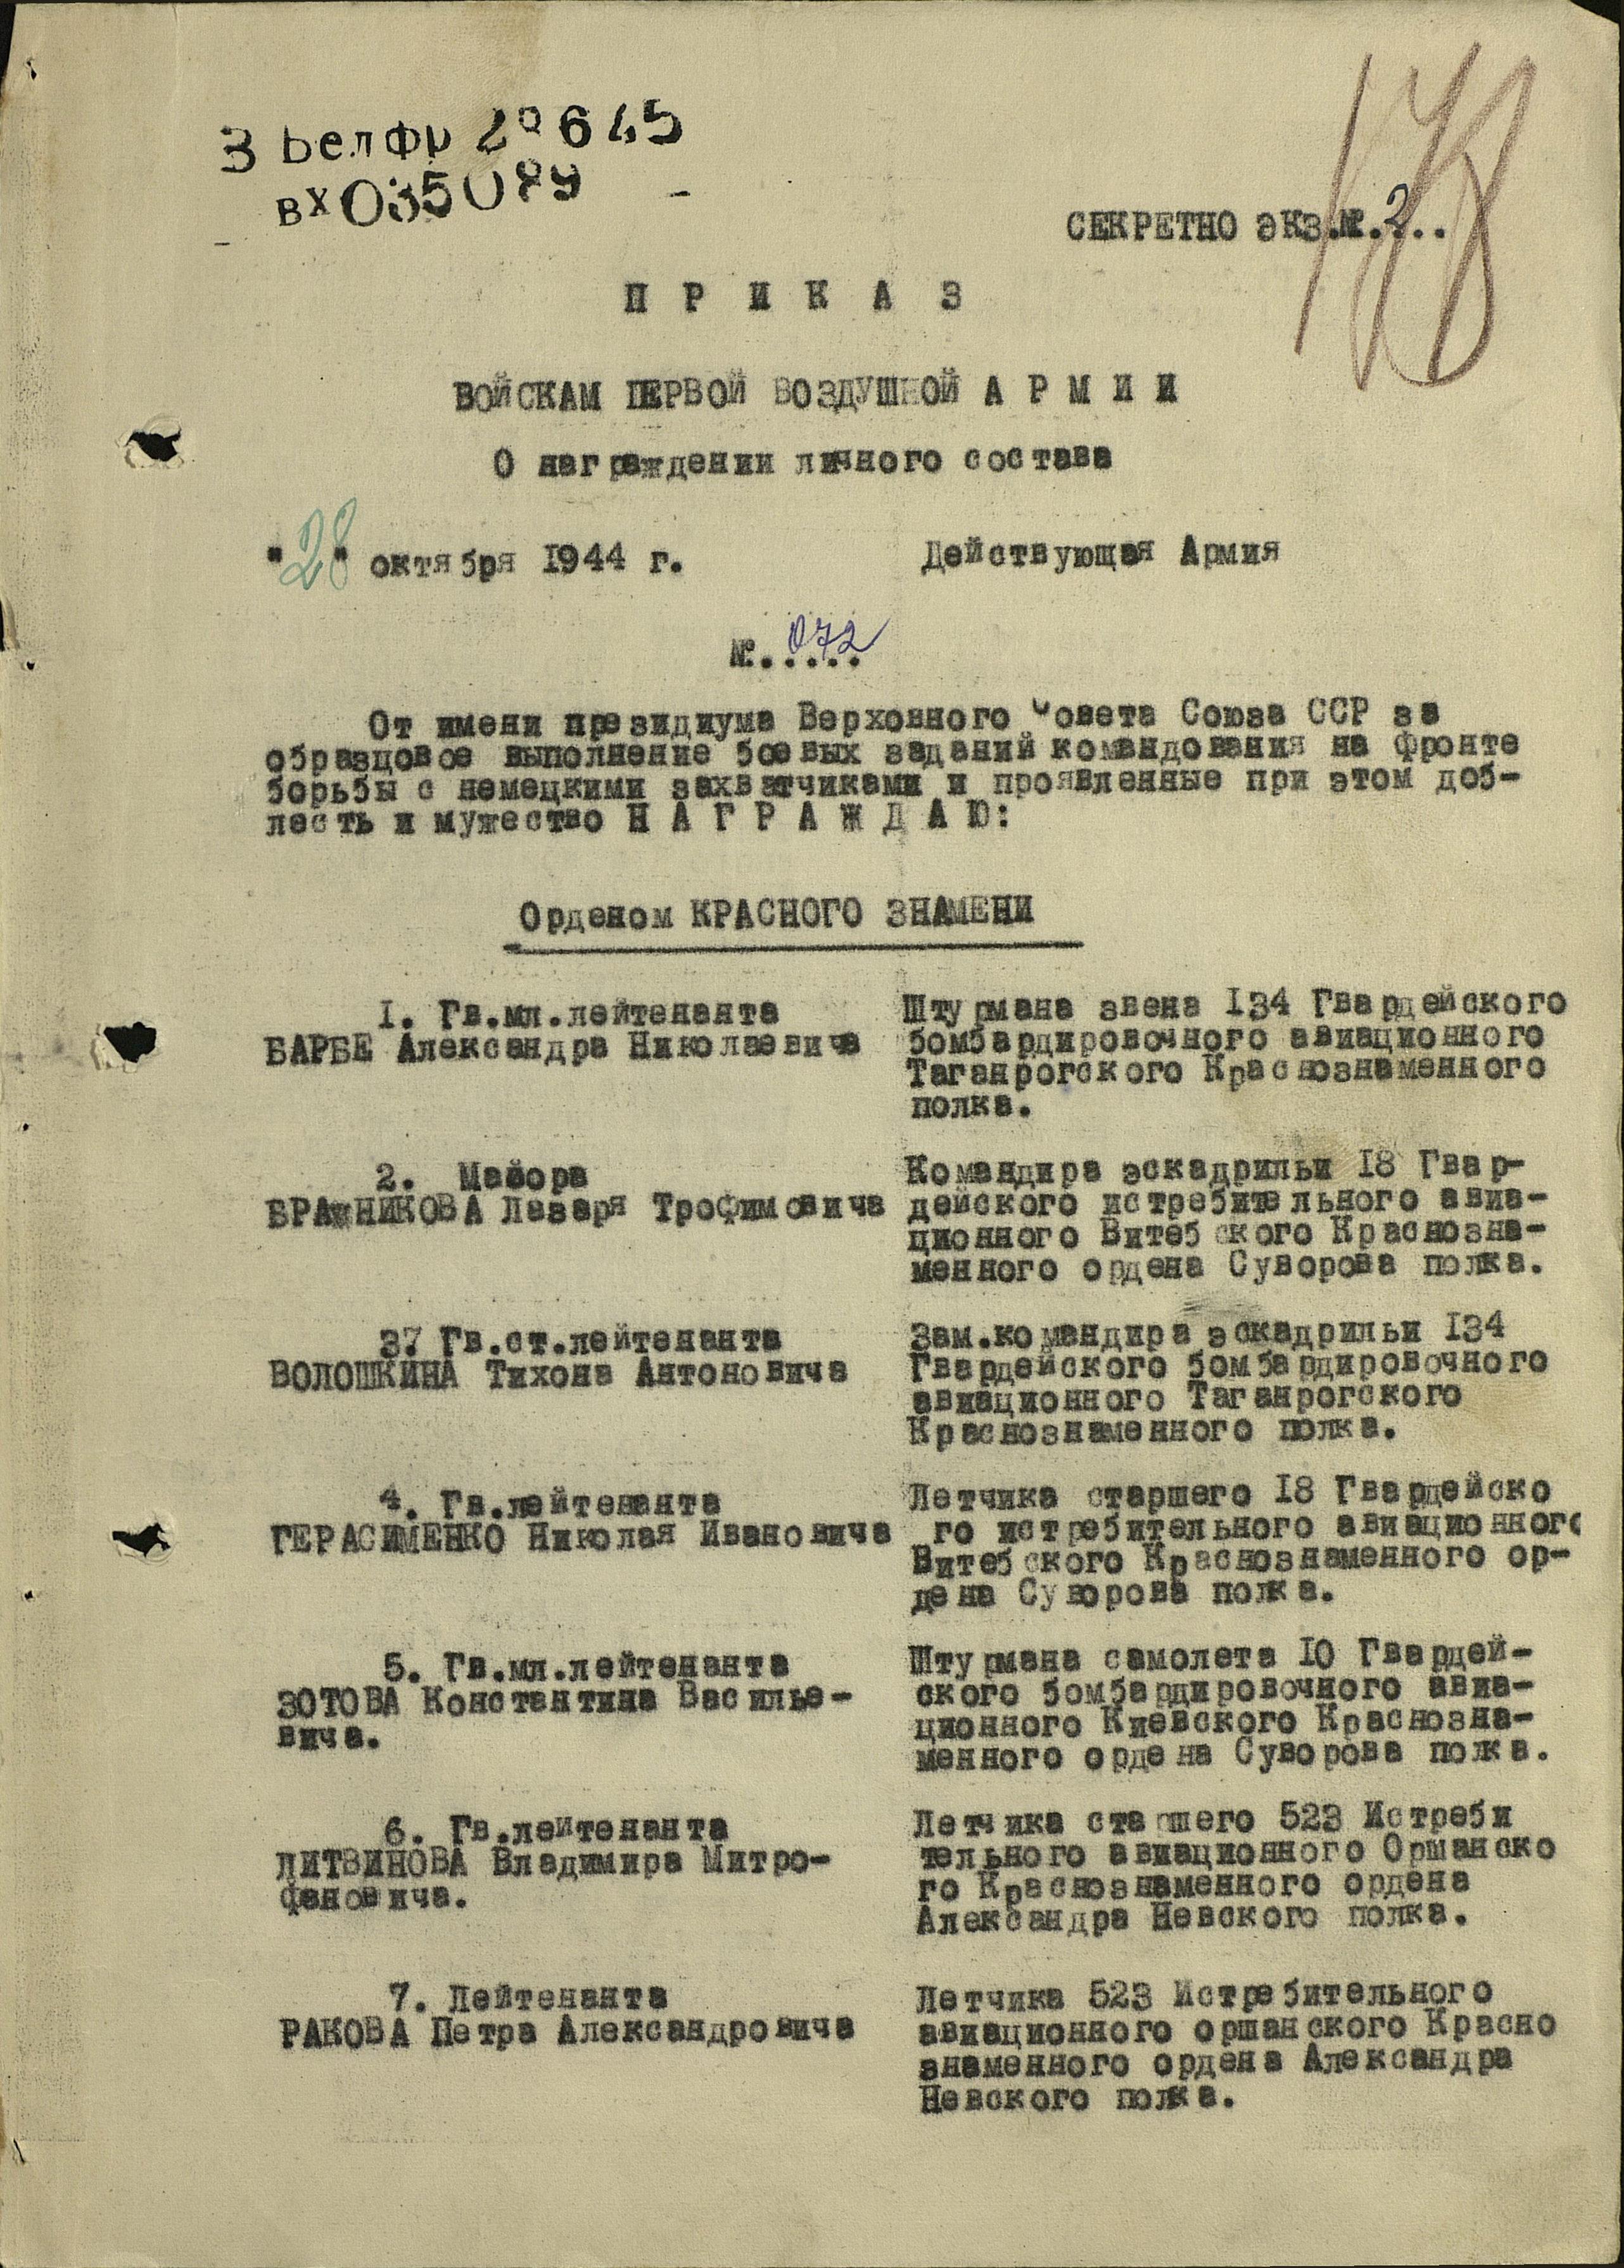 3 Белфр 20 6 45
вх 035089
СЕКРЕТНО экз.№.2...
П Р И К А З
ВОЙСКАМ ПЕРВОЙ ВОЗДУШНОЙ А Р М И И
О награждении личного состава
"28" октября 1944 г. Действующая Армия
№.072....
От имени президиума Верховного Совета Союза ССР за
образцовое выполнение боевых заданий командования на фронте
борьбы с немецкими захватчиками и проявленные при этом доб-
лесть и мужество Н А Г Р А Ж Д А Ю:
Орденом КРАСНОГО ЗНАМЕНИ
1. Гв.мл.лейтенанта
БАРБЕ Александра Николаевича
Штурмана звена 134 Гвардейского
бомбардировочного авиационного
Таганрогского Краснознаменного
полка.
2. Майора
БРАЖНИКОВА Лазаря Трофимовича
Командира эскадрильи 18 Гвар-
дейского истребительного авиа-
ционного Витебского Краснозна-
менного ордена Суворова полка.
3. Гв.ст.лейтенанта
ВОЛОШКИНА Тихона Антоновича
Зам.командира эскадрильи 134
Гвардейского бомбардировочного
авиационного Таганрогского
Краснознаменного полка.
4. Гв.лейтенанта
ГЕРАСИМЕНКО Николая Ивановича
Летчика старшего 18 Гвардейско
го истребительного авиационного
Витебского Краснознаменного ор-
дена Суворова полка.
5. Гв.мл.лейтенанта
ЗОТОВА Константина Василье-
вича.
Штурмана самолета 10 Гвардей-
ского бомбардировочного авиа-
ционного Киевского Краснозна-
менного ордена Суворова полка.
6. Гв.лейтенанта
ЛИТВИНОВА Владимира Митро-
фановича.
Летчика старшего 523 Истреби
тельного авиационного Оршанско
го Краснознаменного ордена
Александра Невского полка.
7. Лейтенанта
РАКОВА Петра Александровича
Летчика 523 Истребительного
авиационного оршанского Красно
знаменного ордена Александра
Невского полка.